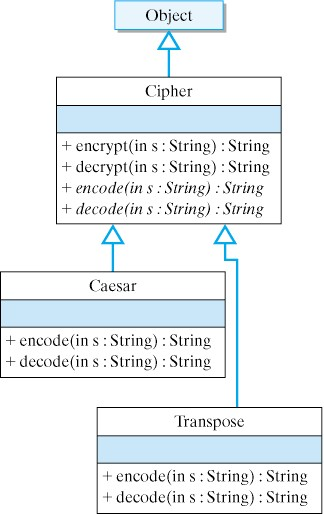 Object
Cipher
+ encrypt(in s : String) : String
+ decrypt(in s : String) : String
+ encode(in s : String) : String
+ decode(in s : String) : String
Caesar
+ encode(in s : String) : String
+ decode(in s : String) : String
Transpose
+ encode(in s : String) : String
+ decode(in s : String) : String